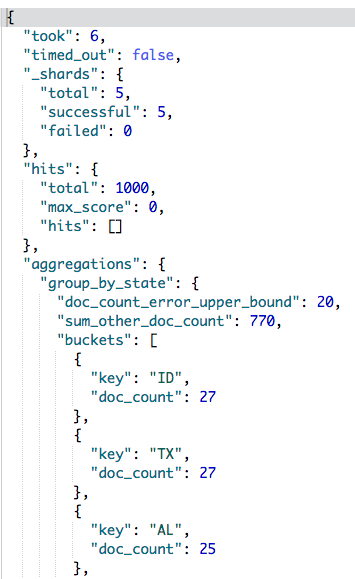 {
  "took": 6,
  "timed_out": false,
  "_shards": {
    "total": 5,
    "successful": 5,
    "failed": 0
  },
  "hits": {
    "total": 1000,
    "max_score": 0,
    "hits": []
  },
  "aggregations": {
    "group_by_state": {
      "doc_count_error_upper_bound": 20,
      "sum_other_doc_count": 770,
      "buckets": [
        {
          "key": "ID",
          "doc_count": 27
        },
        {
          "key": "TX",
          "doc_count": 27
        },
        {
          "key": "AL",
          "doc_count": 25
        },